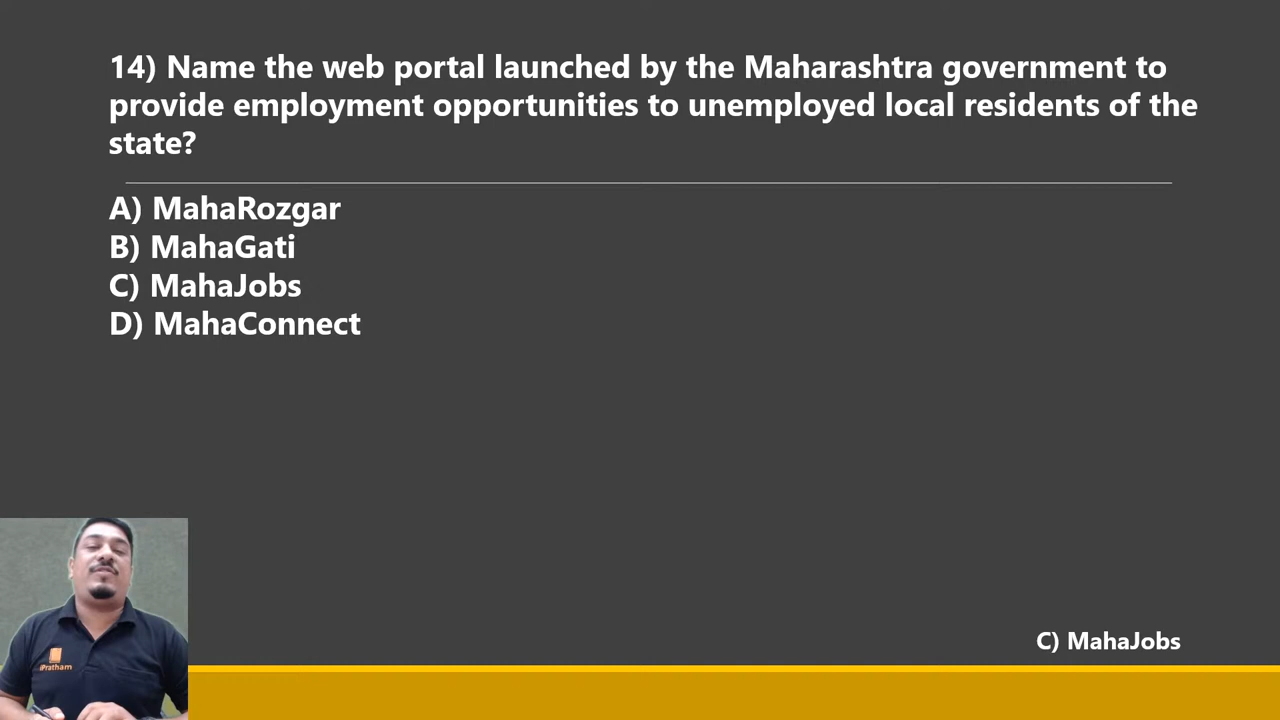 14) Name the web portal launched by the Maharashtra government to
provide employment opportunities to unemployed local residents of the
state?
A) MahaRozgar
B) MahaGati
C) MahaJobs
D) MahaConnect
iPratham
C) MahaJobs